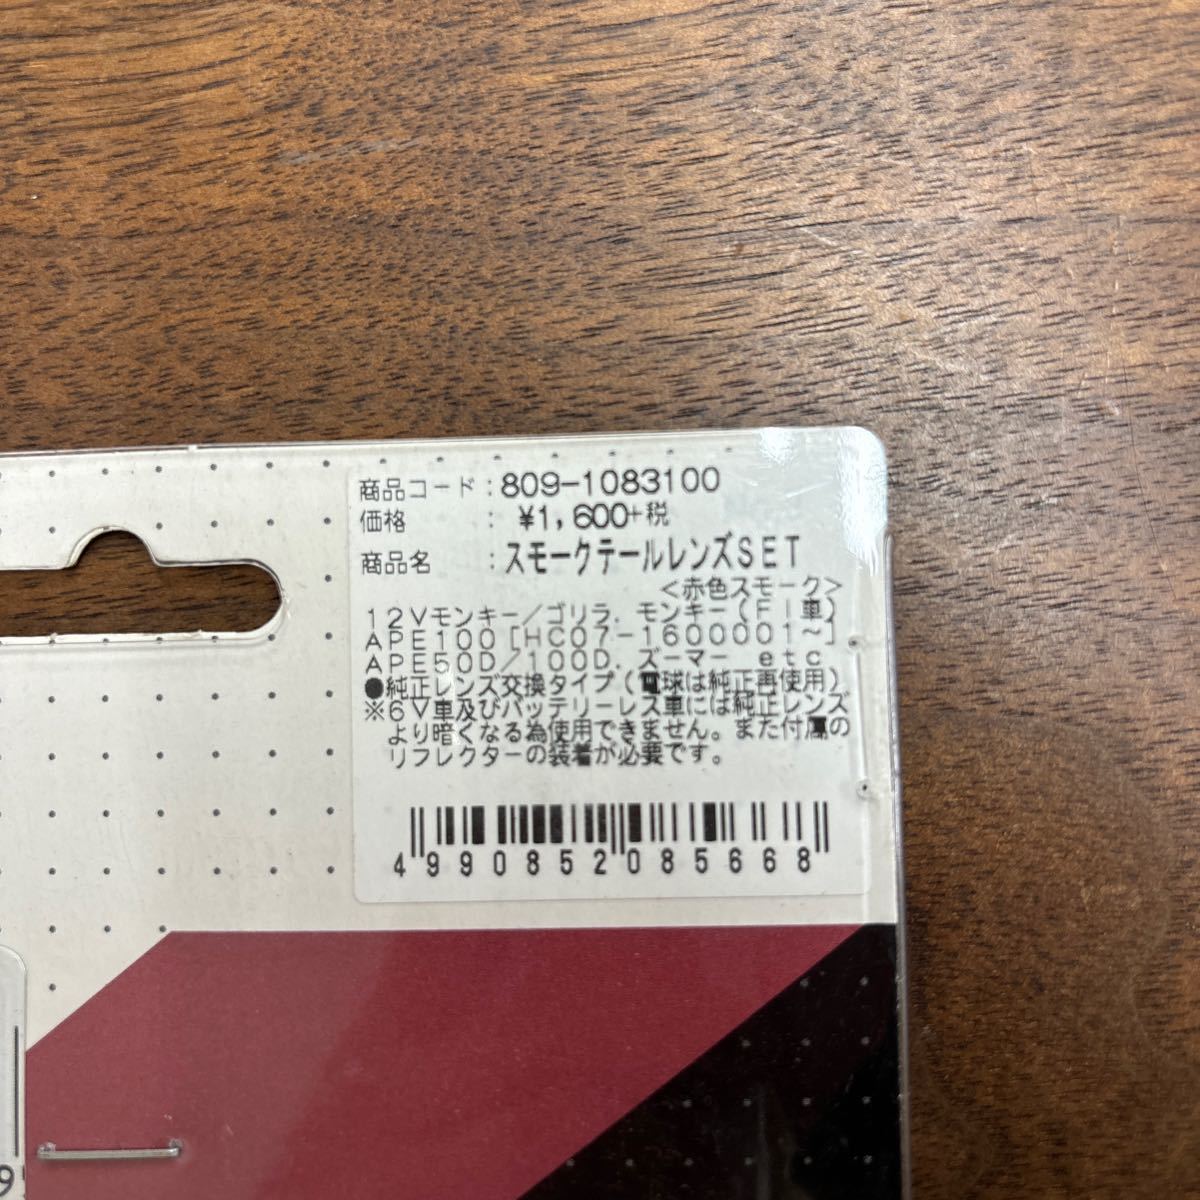 商品コード : 809-1083100
価格 : ¥1,600+税
商品名 : スモークテールレンズSET
<赤色スモーク>
12Vモンキー/ゴリラ. モンキー(FI車)
APE100 [HC07-1600001~]
APE50D/100D. ズーマー etc
●純正レンズ交換タイプ(電球は純正再使用)
※6V車及びバッテリーレス車には純正レンズ
より暗くなる為使用できません。また付属の
リフレクターの装着が必要です。
4990852085668
9